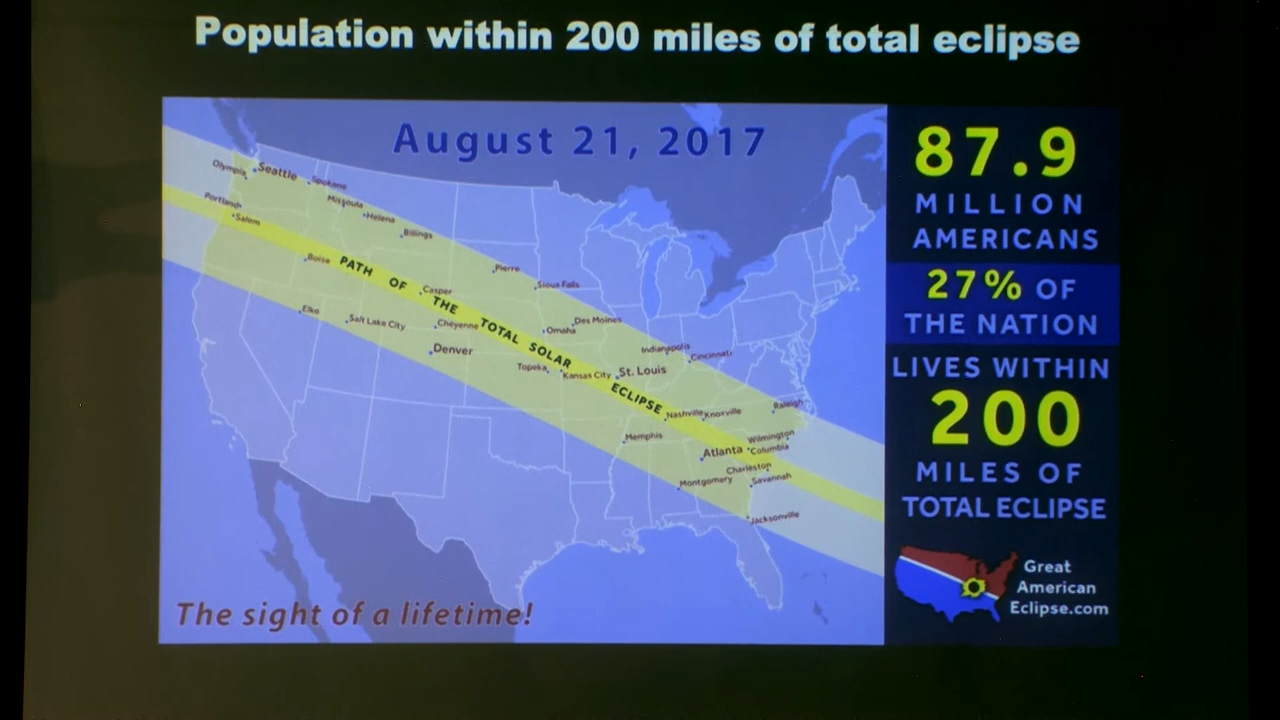 Population within 200 miles of total eclipse
August 21, 2017
Olympia
Seattle
Spokane
Missoula
Helena
Billings
Portland
Salem
Boise
PATH OF THE TOTAL SOLAR ECLIPSE
Pierre
Casper
Sioux Falls
Elko
Salt Lake City
Cheyenne
Omaha
Des Moines
Denver
Indianapolis
Cincinnati
Topeka
Kansas City
St. Louis
Nashville
Knoxville
Raleigh
Memphis
Wilmington
Atlanta
Columbia
Charleston
Montgomery
Savannah
Jacksonville
The sight of a lifetime!
87.9
MILLION
AMERICANS
27% OF
THE NATION
LIVES WITHIN
200
MILES OF
TOTAL ECLIPSE
Great
American
Eclipse.com